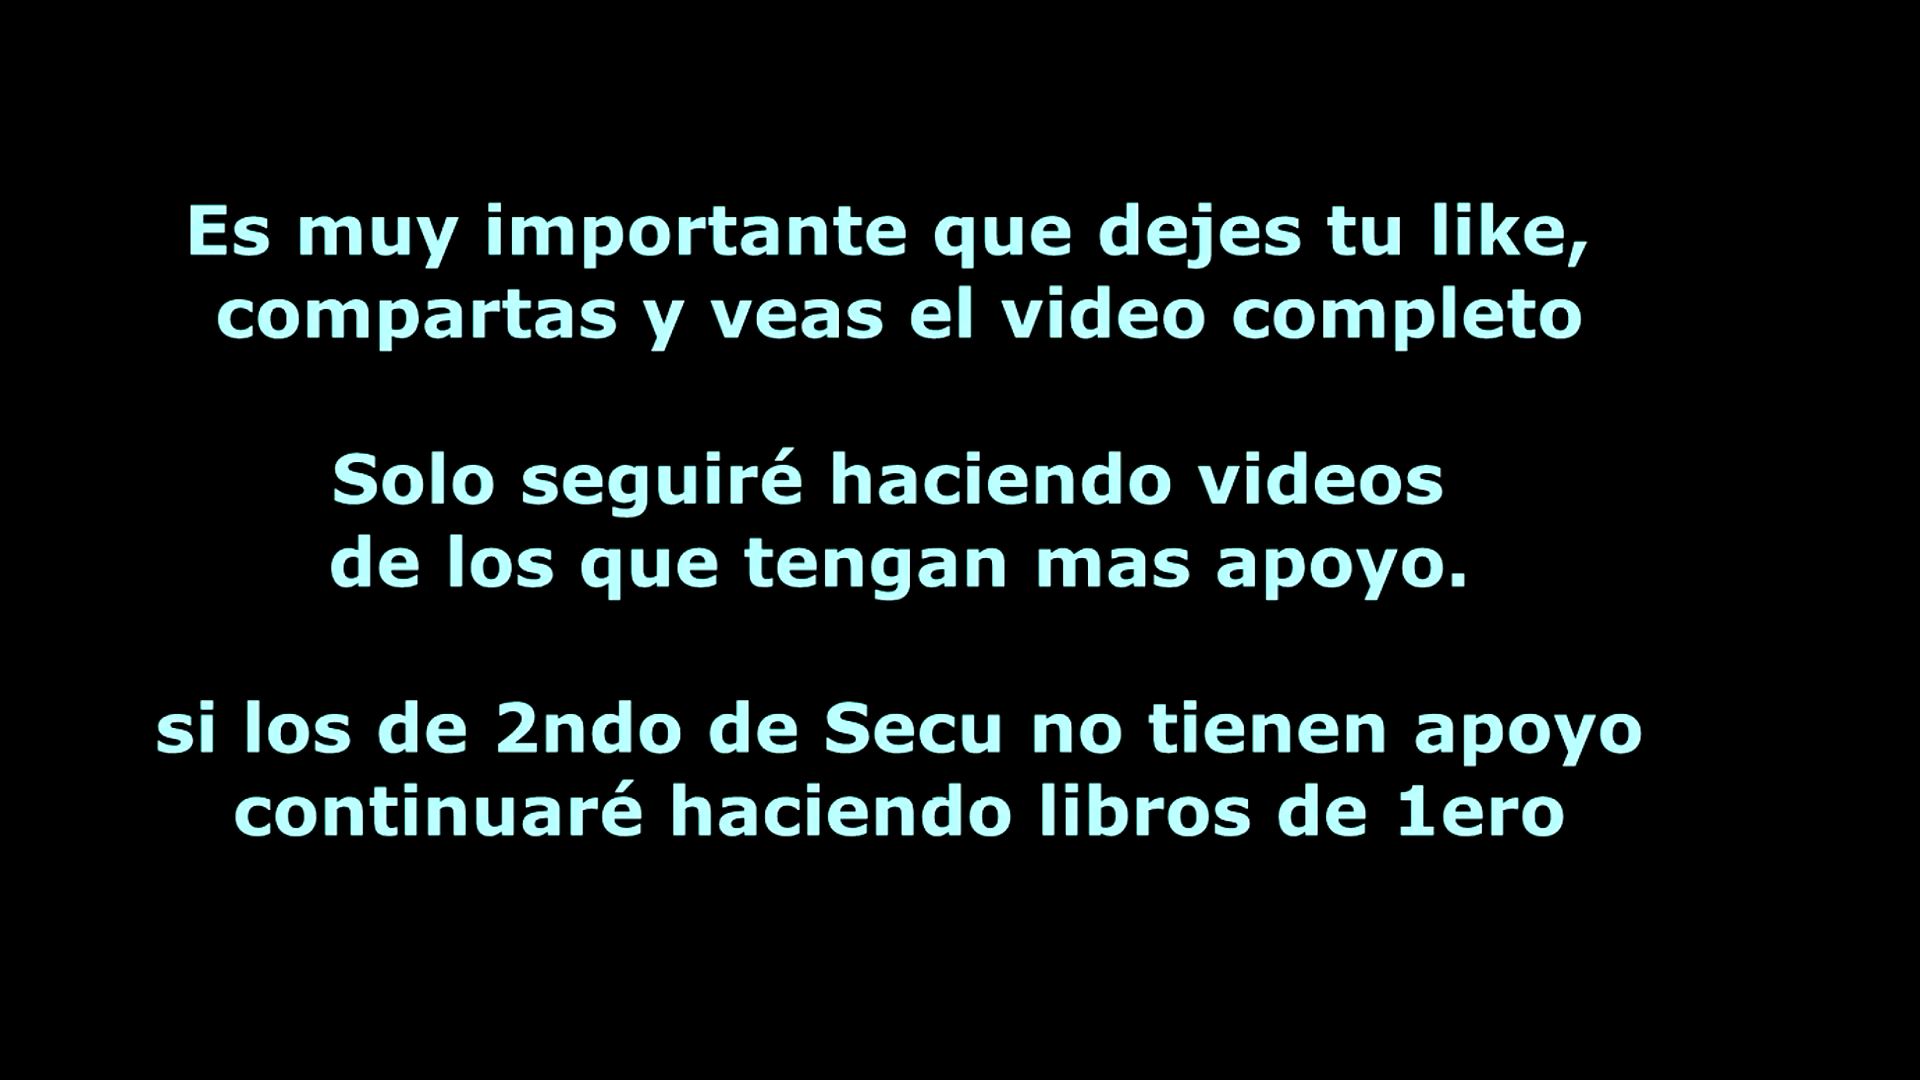 Es muy importante que dejes tu like,
compartas y veas el video completo
Solo seguiré haciendo videos
de los que tengan mas apoyo.
si los de 2ndo de Secu no tienen apoyo
continuaré haciendo libros de 1ero